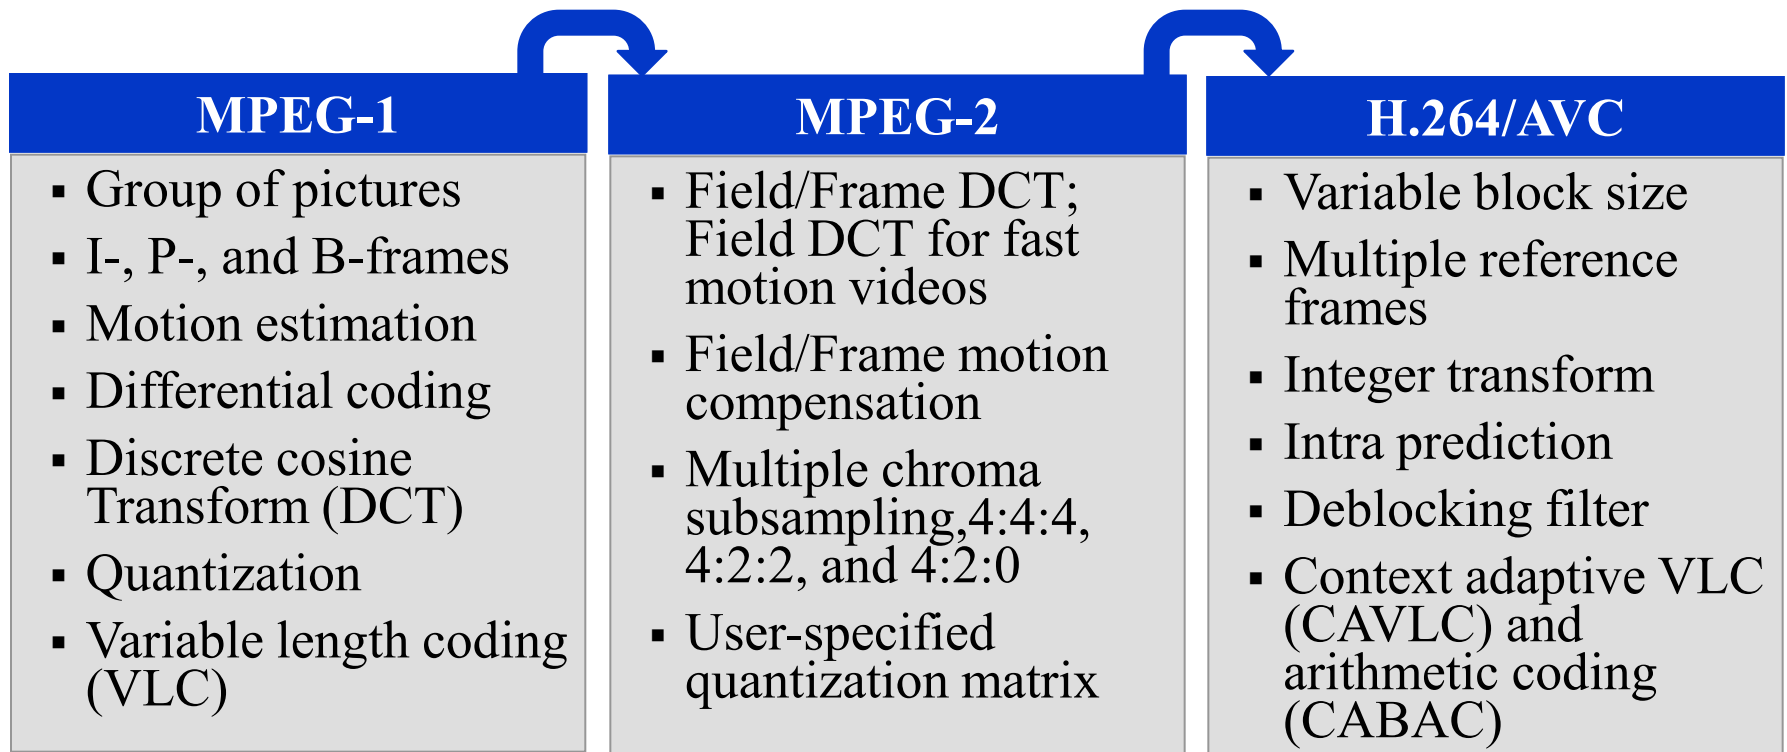 MPEG-1
▪ Group of pictures
▪ I-, P-, and B-frames
▪ Motion estimation
▪ Differential coding
▪ Discrete cosine
Transform (DCT)
▪ Quantization
▪ Variable length coding
(VLC)
MPEG-2
▪ Field/Frame DCT;
Field DCT for fast
motion videos
▪ Field/Frame motion
compensation
▪ Multiple chroma
subsampling,4:4:4,
4:2:2, and 4:2:0
▪ User-specified
quantization matrix
H.264/AVC
▪ Variable block size
▪ Multiple reference
frames
▪ Integer transform
▪ Intra prediction
▪ Deblocking filter
▪ Context adaptive VLC
(CAVLC) and
arithmetic coding
(CABAC)